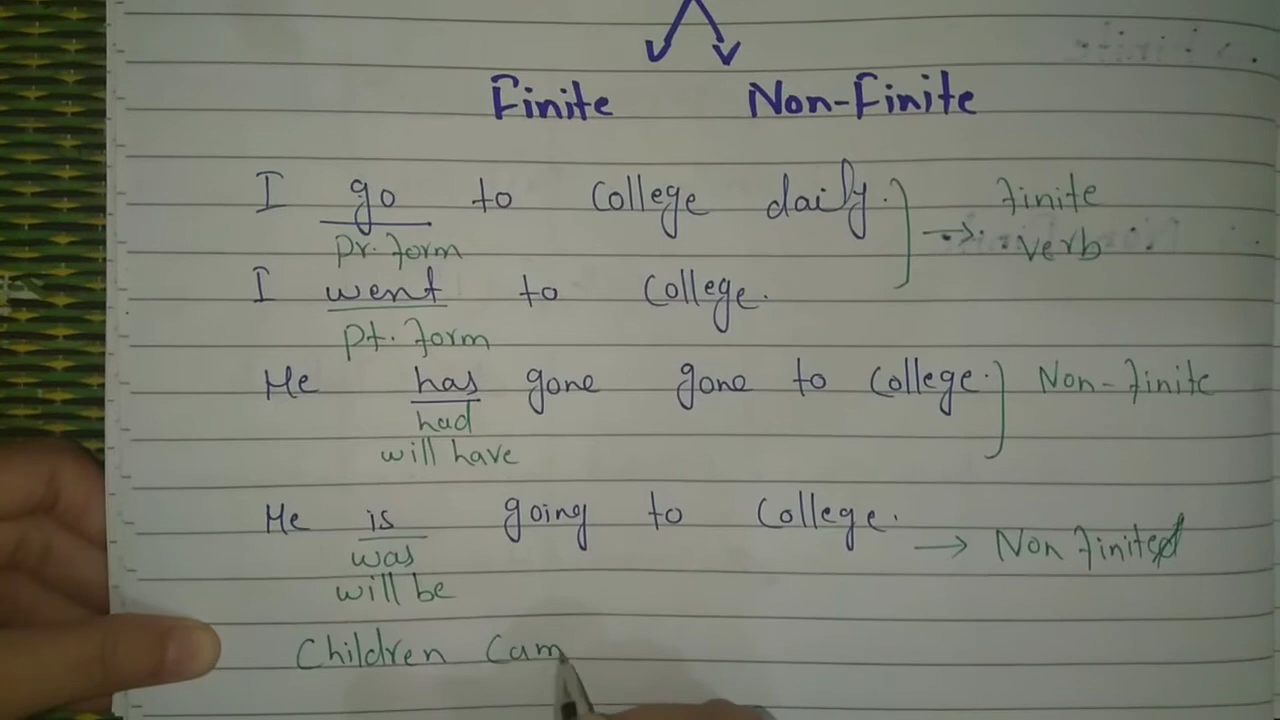 Finite Non-Finite
I go to College daily. → finite
pr. form verb
I went to College.
pt. form
He has gone gone to College. Non-finite
had
will have
He is going to College.
was → Non finite
will be
Children Cam